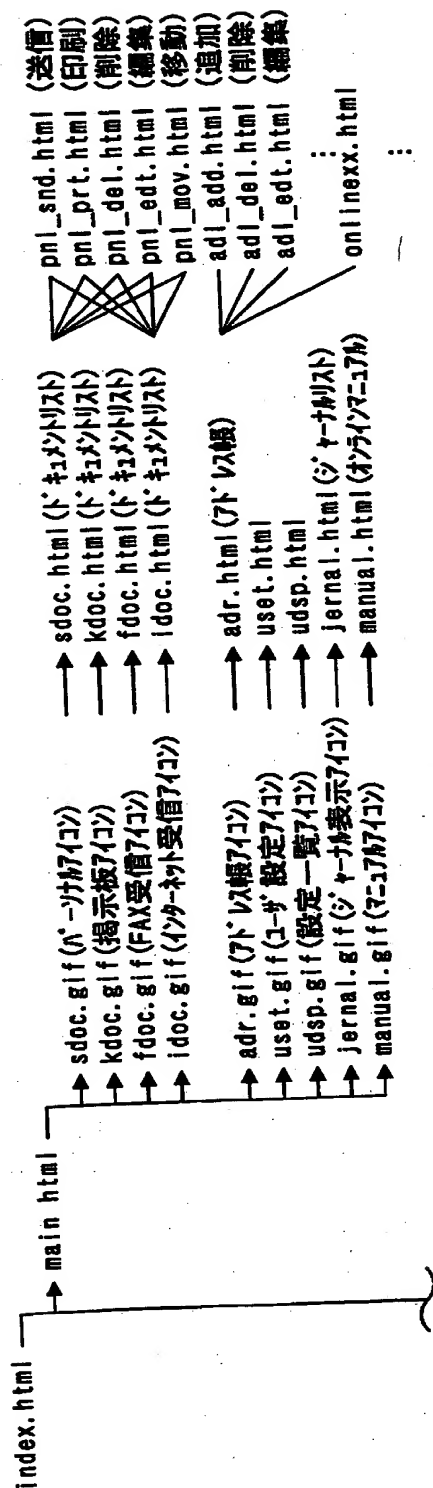 index.html
main html
sdoc.gif(パーソナルアイコン)
kdoc.gif(掲示板アイコン)
fdoc.gif(FAX受信アイコン)
idoc.gif(インターネット受信アイコン)
adr.gif(アドレス帳アイコン)
uset.gif(ユーザ設定アイコン)
udsp.gif(設定一覧アイコン)
jernal.gif(ジャーナル表示アイコン)
manual.gif(マニュアルアイコン)
sdoc.html(ドキュメントリスト)
kdoc.html(ドキュメントリスト)
fdoc.html(ドキュメントリスト)
idoc.html(ドキュメントリスト)
adr.html(アドレス帳)
uset.html
udsp.html
jernal.html(ジャーナルリスト)
manual.html(オンラインマニュアル)
pnl_snd.html (送信)
pnl_prt.html (印刷)
pnl_del.html (削除)
pnl_edt.html (編集)
pnl_mov.html (移動)
adl_add.html (追加)
adl_del.html (削除)
adl_edt.html (編集)
onlinexx.html